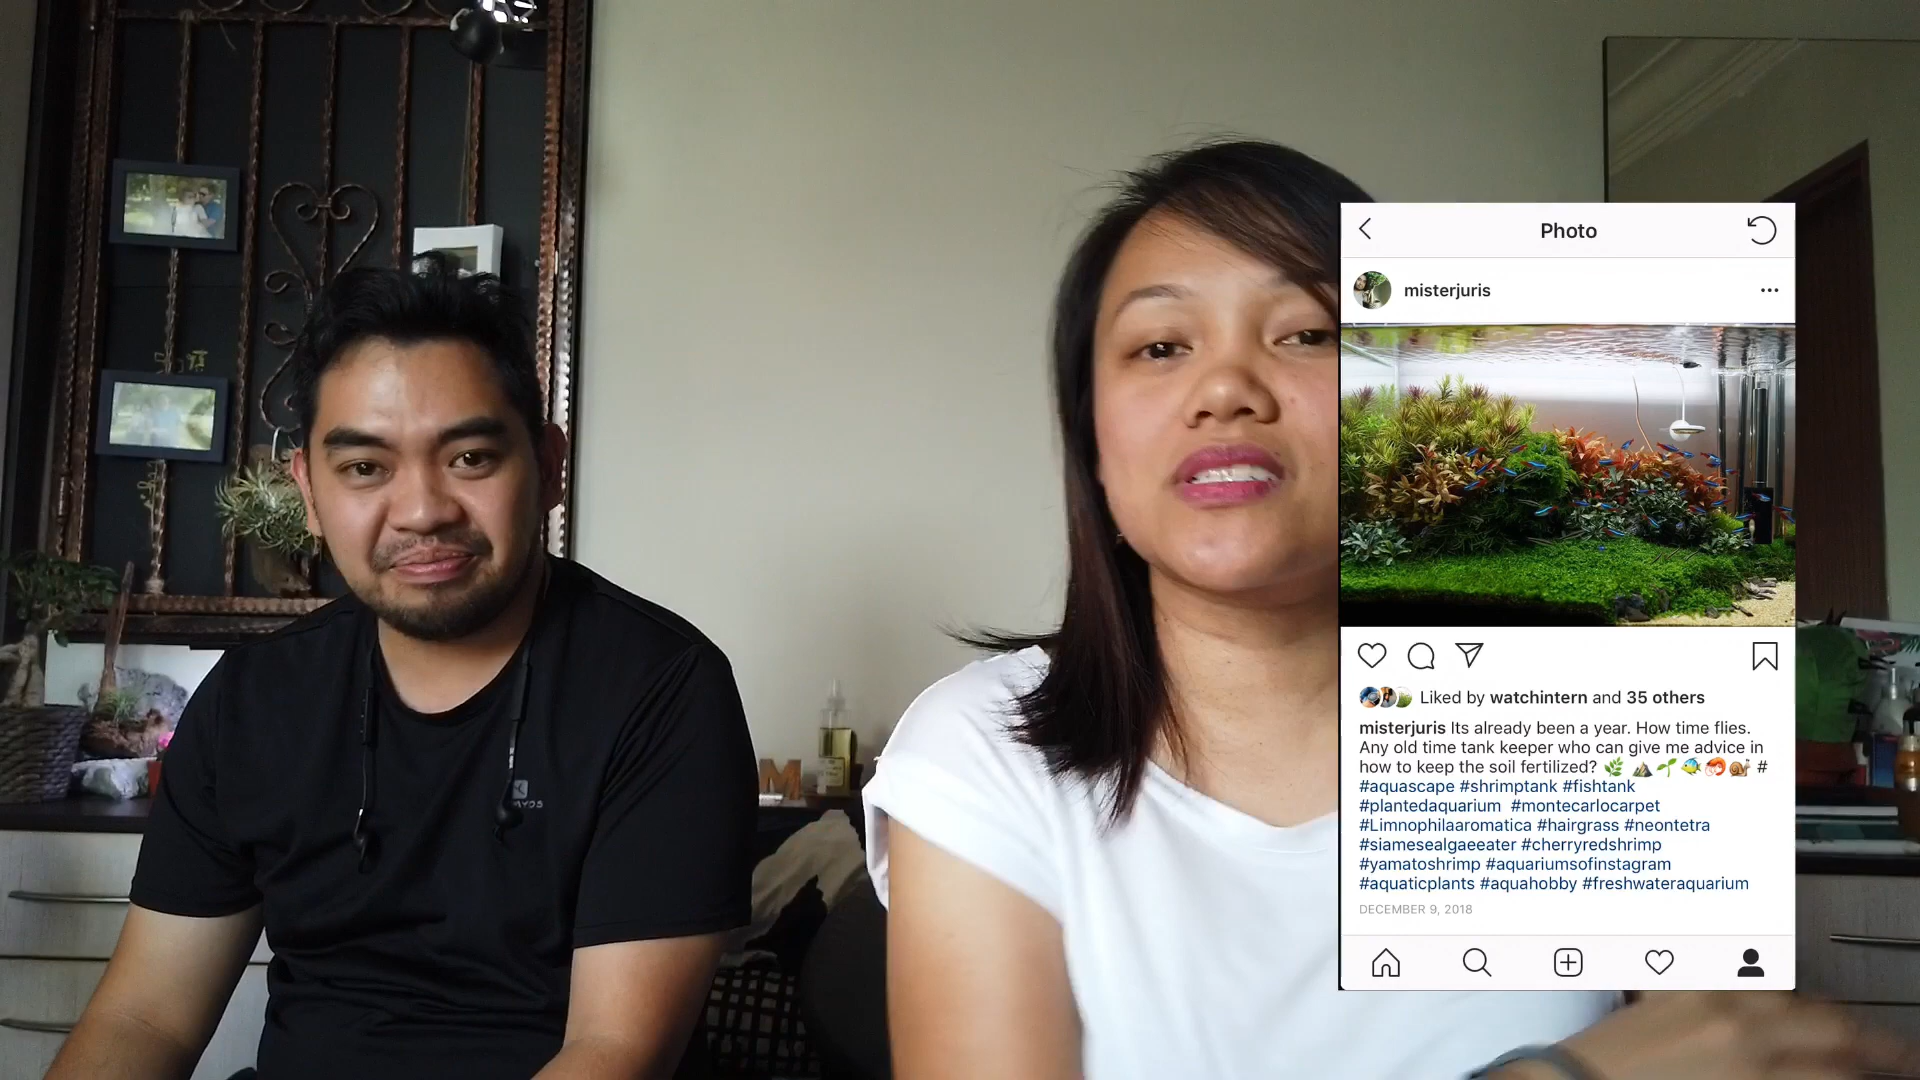 Photo
misterjuris
Liked by watchintern and 35 others
misterjuris Its already been a year. How time flies.
Any old time tank keeper who can give me advice in
how to keep the soil fertilized? 🌿 ⛰️🌱🐠🦐🐌 #
#aquascape #shrimptank #fishtank
#plantedaquarium #montecarlocarpet
#Limnophilaaromatica #hairgrass #neontetra
#siamesealgaeeater #cherryredshrimp
#yamatoshrimp #aquariumsofinstagram
#aquaticplants #aquahobby #freshwateraquarium
DECEMBER 9, 2018
M